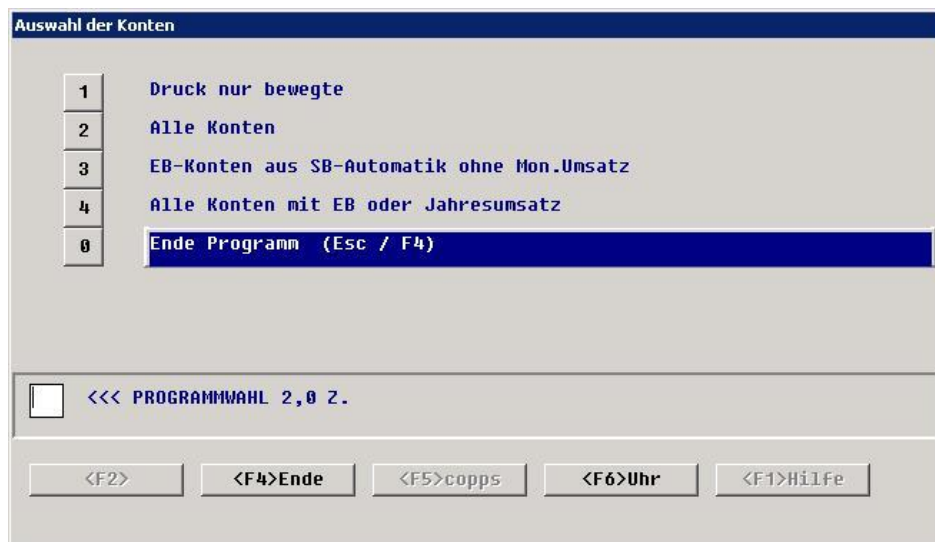 Auswahl der Konten
1 Druck nur bewegte
2 Alle Konten
3 EB-Konten aus SB-Automatik ohne Mon.Umsatz
4 Alle Konten mit EB oder Jahresumsatz
0 Ende Programm (Esc / F4)
<<< PROGRAMMWAHL 2,0 Z.
<F2> <F4>Ende <F5>copps <F6>Uhr <F1>Hilfe